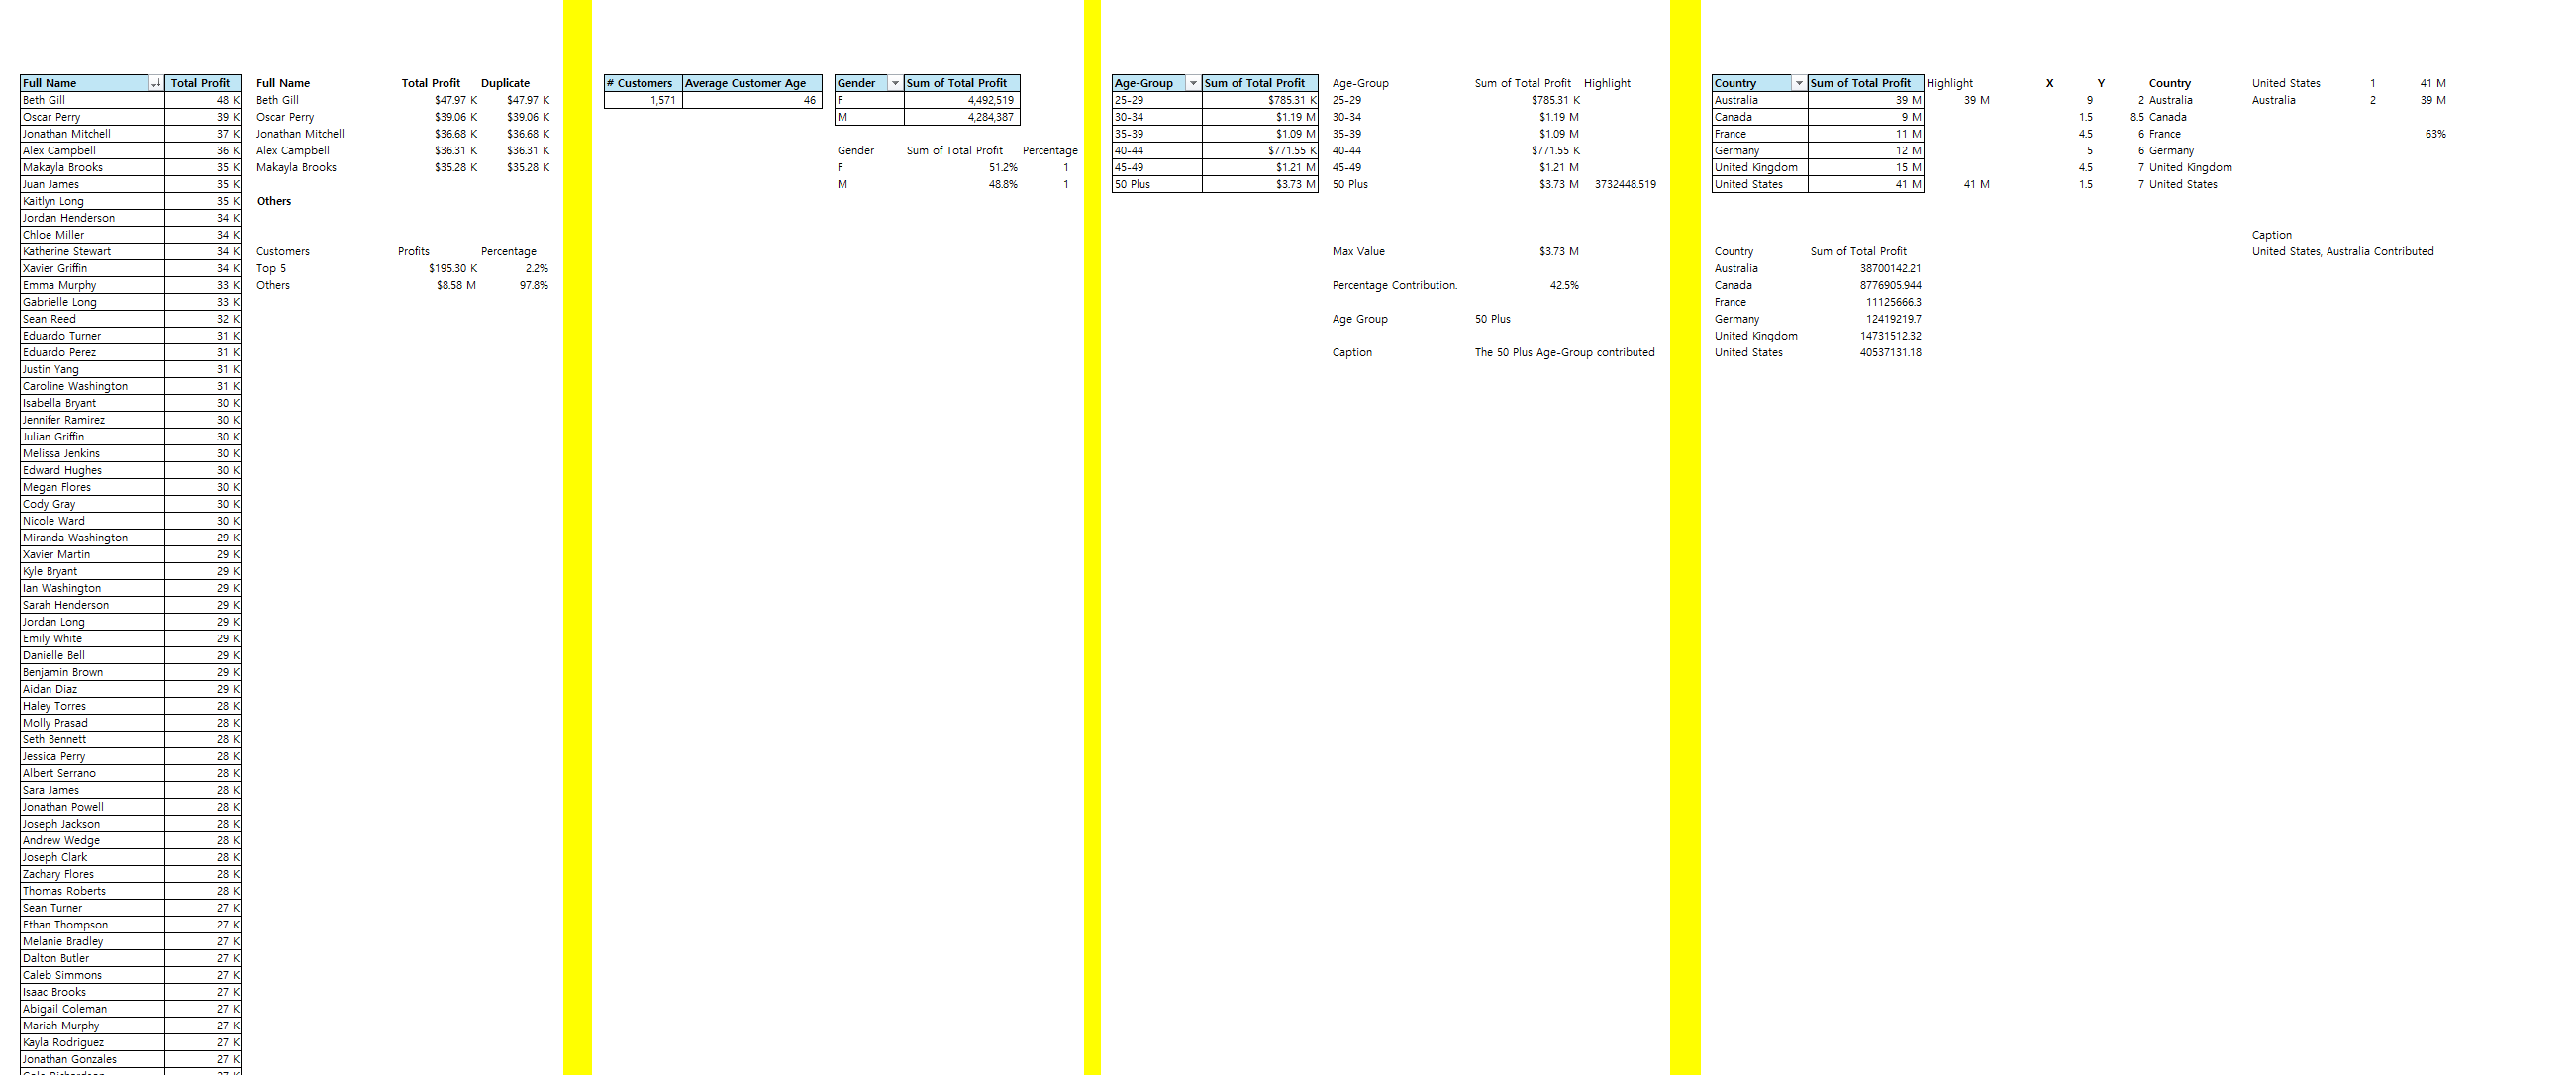 Full Name Total Profit
Beth Gill 48 K
Oscar Perry 39 K
Jonathan Mitchell 37 K
Alex Campbell 36 K
Makayla Brooks 35 K
Juan James 35 K
Kaitlyn Long 35 K
Jordan Henderson 34 K
Chloe Miller 34 K
Katherine Stewart 34 K
Xavier Griffin 34 K
Emma Murphy 33 K
Gabrielle Long 33 K
Sean Reed 32 K
Eduardo Turner 31 K
Eduardo Perez 31 K
Justin Yang 31 K
Caroline Washington 31 K
Isabella Bryant 30 K
Jennifer Ramirez 30 K
Julian Griffin 30 K
Melissa Jenkins 30 K
Edward Hughes 30 K
Megan Flores 30 K
Cody Gray 30 K
Nicole Ward 30 K
Miranda Washington 29 K
Xavier Martin 29 K
Kyle Bryant 29 K
Ian Washington 29 K
Sarah Henderson 29 K
Jordan Long 29 K
Emily White 29 K
Danielle Bell 29 K
Benjamin Brown 29 K
Aidan Diaz 29 K
Haley Torres 28 K
Molly Prasad 28 K
Seth Bennett 28 K
Jessica Perry 28 K
Albert Serrano 28 K
Sara James 28 K
Jonathan Powell 28 K
Joseph Jackson 28 K
Andrew Wedge 28 K
Joseph Clark 28 K
Zachary Flores 28 K
Thomas Roberts 28 K
Sean Turner 27 K
Ethan Thompson 27 K
Melanie Bradley 27 K
Dalton Butler 27 K
Caleb Simmons 27 K
Isaac Brooks 27 K
Abigail Coleman 27 K
Mariah Murphy 27 K
Kayla Rodriguez 27 K
Jonathan Gonzales 27 K
Full Name Total Profit Duplicate
Beth Gill $47.97 K $47.97 K
Oscar Perry $39.06 K $39.06 K
Jonathan Mitchell $36.68 K $36.68 K
Alex Campbell $36.31 K $36.31 K
Makayla Brooks $35.28 K $35.28 K
Others
Customers Profits Percentage
Top 5 $195.30 K 2.2%
Others $8.58 M 97.8%
# Customers Average Customer Age
1,571 46
Gender Sum of Total Profit
F 4,492,519
M 4,284,387
Gender Sum of Total Profit Percentage
F 51.2% 1
M 48.8% 1
Age-Group Sum of Total Profit
25-29 $785.31 K
30-34 $1.19 M
35-39 $1.09 M
40-44 $771.55 K
45-49 $1.21 M
50 Plus $3.73 M
Age-Group Sum of Total Profit Highlight
25-29 $785.31 K
30-34 $1.19 M
35-39 $1.09 M
40-44 $771.55 K
45-49 $1.21 M
50 Plus $3.73 M 3732448.519
Max Value $3.73 M
Percentage Contribution. 42.5%
Age Group 50 Plus
Caption The 50 Plus Age-Group contributed
Country Sum of Total Profit Highlight
Australia 39 M 39 M
Canada 9 M
France 11 M
Germany 12 M
United Kingdom 15 M
United States 41 M 41 M
Country Sum of Total Profit
Australia 38700142.21
Canada 8776905.944
France 11125666.3
Germany 12419219.7
United Kingdom 14731512.32
United States 40537131.18
X Y Country
9 2 Australia
1.5 8.5 Canada
4.5 6 France
5 6 Germany
4.5 7 United Kingdom
1.5 7 United States
United States 1 41 M
Australia 2 39 M
63%
Caption
United States, Australia Contributed